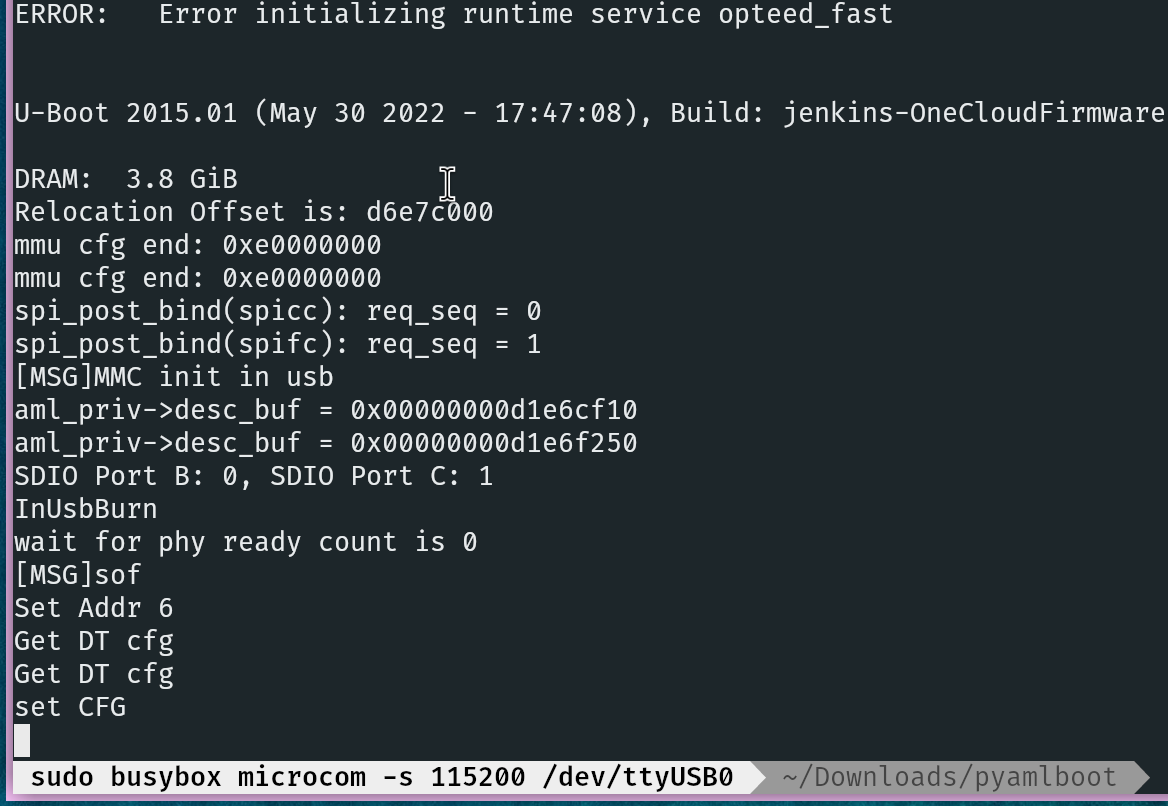 ERROR:   Error initializing runtime service opteed_fast
U-Boot 2015.01 (May 30 2022 - 17:47:08), Build: jenkins-OneCloudFirmware
DRAM:  3.8 GiB
Relocation Offset is: d6e7c000
mmu cfg end: 0xe0000000
mmu cfg end: 0xe0000000
spi_post_bind(spicc): req_seq = 0
spi_post_bind(spifc): req_seq = 1
[MSG]MMC init in usb
aml_priv->desc_buf = 0x00000000d1e6cf10
aml_priv->desc_buf = 0x00000000d1e6f250
SDIO Port B: 0, SDIO Port C: 1
InUsbBurn
wait for phy ready count is 0
[MSG]sof
Set Addr 6
Get DT cfg
Get DT cfg
set CFG
sudo busybox microcom -s 115200 /dev/ttyUSB0 ~/Downloads/pyamlboot